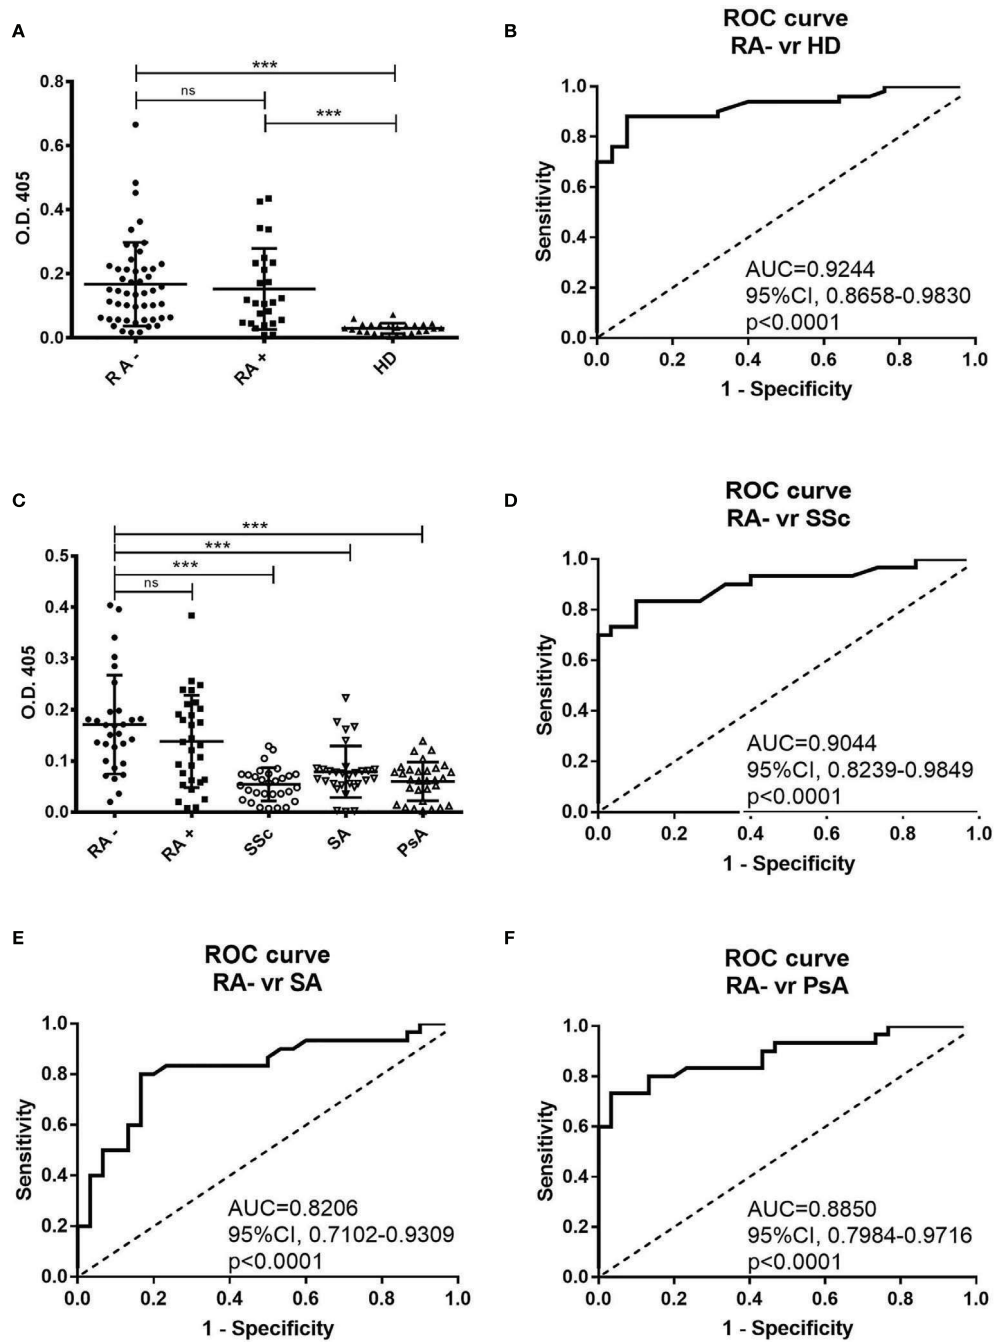 A
***
ns
***
0.8
0.6
0.4
0.2
0.0
O.D. 405
R A -
RA +
HD
B
ROC curve
RA- vr HD
1.0
0.8
0.6
0.4
0.2
0.0
Sensitivity
AUC=0.9244
95%CI, 0.8658-0.9830
p<0.0001
0.0 0.2 0.4 0.6 0.8 1.0
1 - Specificity
C
***
***
***
ns
0.5
0.4
0.3
0.2
0.1
0.0
O.D. 405
RA -
RA +
SSc
SA
PsA
D
ROC curve
RA- vr SSc
1.0
0.8
0.6
0.4
0.2
0.0
Sensitivity
AUC=0.9044
95%CI, 0.8239-0.9849
p<0.0001
0.0 0.2 0.4 0.6 0.8 1.0
1 - Specificity
E
ROC curve
RA- vr SA
1.0
0.8
0.6
0.4
0.2
0.0
Sensitivity
AUC=0.8206
95%CI, 0.7102-0.9309
p<0.0001
0.0 0.2 0.4 0.6 0.8 1.0
1 - Specificity
F
ROC curve
RA- vr PsA
1.0
0.8
0.6
0.4
0.2
0.0
Sensitivity
AUC=0.8850
95%CI, 0.7984-0.9716
p<0.0001
0.0 0.2 0.4 0.6 0.8 1.0
1 - Specificity